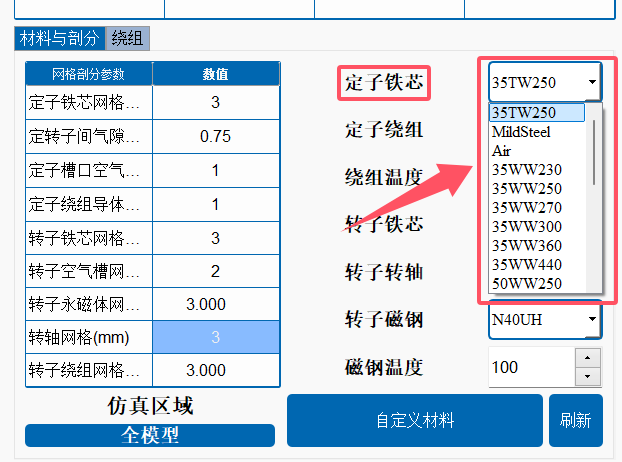 材料与剖分 绕组
网格剖分参数 数值
定子铁芯网格... 3
定转子间气隙... 0.75
定子槽口空气... 1
定子绕组导体... 1
转子铁芯网格... 3
转子空气槽网... 2
转子永磁体网... 3.000
转轴网格(mm) 3
转子绕组网格... 3.000
仿真区域
全模型
定子铁芯 35TW250
定子绕组
绕组温度
转子铁芯
转子转轴
转子磁钢 N40UH
磁钢温度 100
35TW250
MildSteel
Air
35WW230
35WW250
35WW270
35WW300
35WW360
35WW440
50WW250
自定义材料 刷新